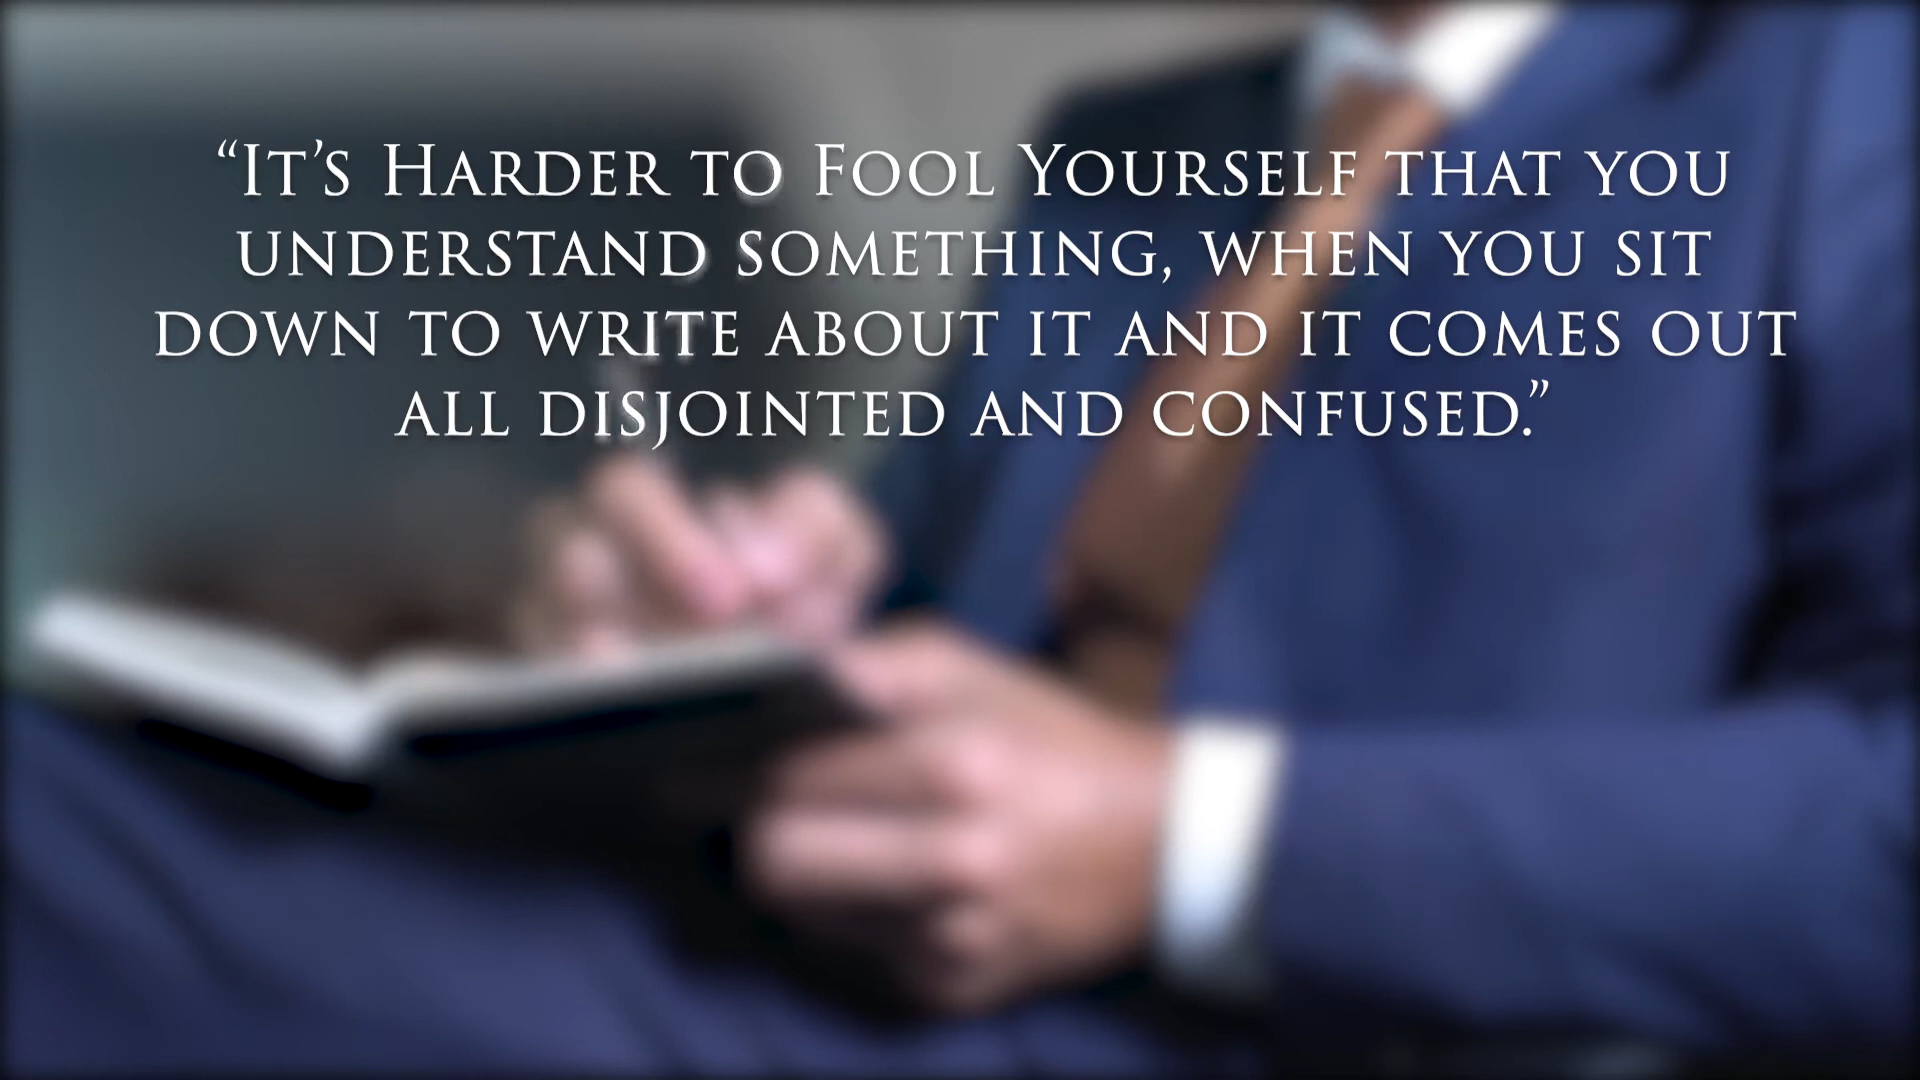 “It’s Harder to Fool Yourself that you
understand something, when you sit
down to write about it and it comes out
all disjointed and confused.”